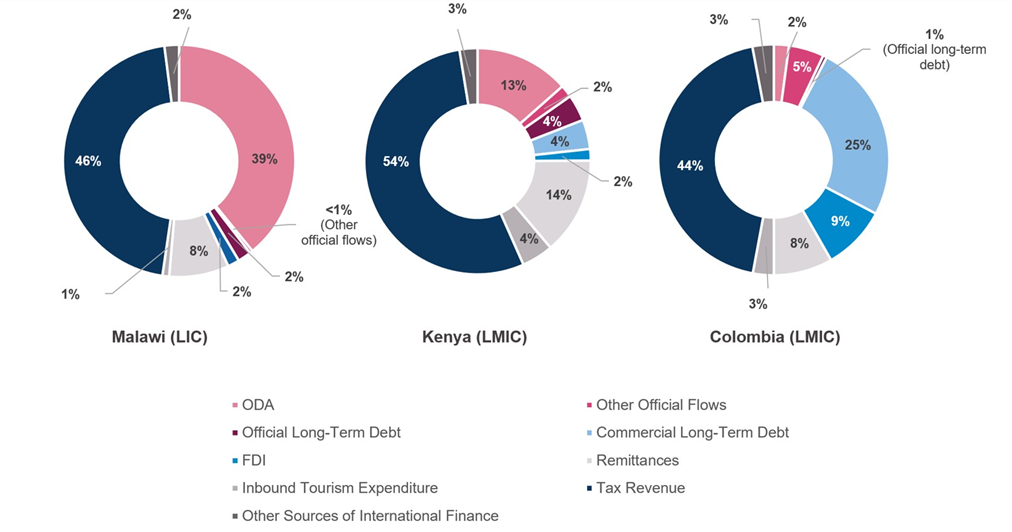 2%
39%
<1%
(Other
official flows)
2%
2%
8%
1%
46%
Malawi (LIC)
3%
13%
2%
4%
4%
2%
14%
4%
54%
Kenya (LMIC)
3%
2%
5%
1%
(Official long-term
debt)
25%
9%
8%
3%
44%
Colombia (LMIC)
ODA
Other Official Flows
Official Long-Term Debt
Commercial Long-Term Debt
FDI
Remittances
Inbound Tourism Expenditure
Tax Revenue
Other Sources of International Finance